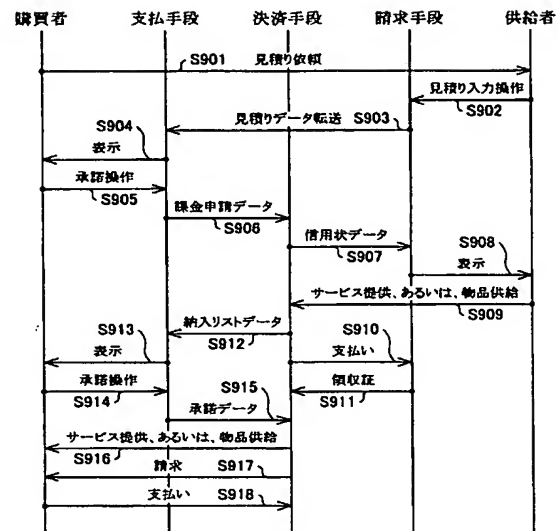 購買者 支払手段 決済手段 請求手段 供給者
S901 見積り依頼
見積り入力操作
S902
見積りデータ転送 S903
S904
表示
承諾操作
S905
課金申請データ
S906
信用状データ
S907
S908
表示
サービス提供、あるいは、物品供給
S909
納入リストデータ
S912
S910
支払い
S913
表示
領収証
S911
承諾操作
S914
S915
承諾データ
サービス提供、あるいは、物品供給
S916
請求 S917
支払い S918